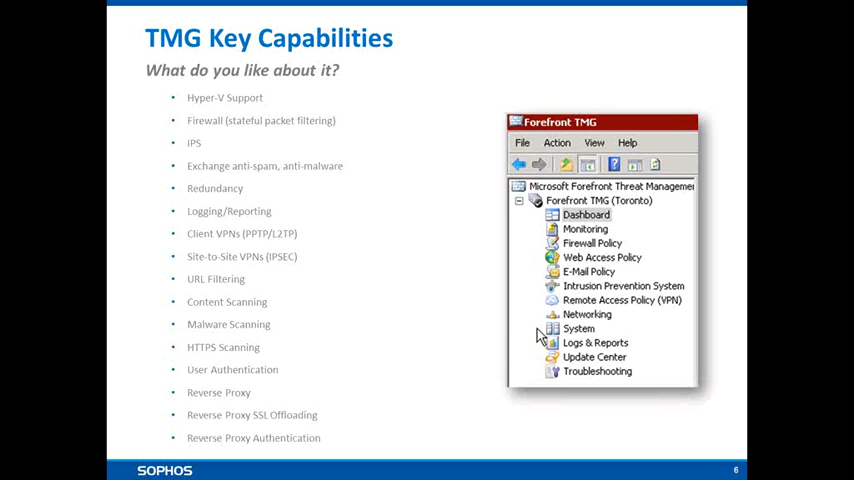 TMG Key Capabilities
What do you like about it?
• Hyper-V Support
• Firewall (stateful packet filtering)
• IPS
• Exchange anti-spam, anti-malware
• Redundancy
• Logging/Reporting
• Client VPNs (PPTP/L2TP)
• Site-to-Site VPNs (IPSEC)
• URL Filtering
• Content Scanning
• Malware Scanning
• HTTPS Scanning
• User Authentication
• Reverse Proxy
• Reverse Proxy SSL Offloading
• Reverse Proxy Authentication
Forefront TMG
File Action View Help
Microsoft Forefront Threat Manageme
Forefront TMG (Toronto)
Dashboard
Monitoring
Firewall Policy
Web Access Policy
E-Mail Policy
Intrusion Prevention System
Remote Access Policy (VPN)
Networking
System
Logs & Reports
Update Center
Troubleshooting
SOPHOS
6